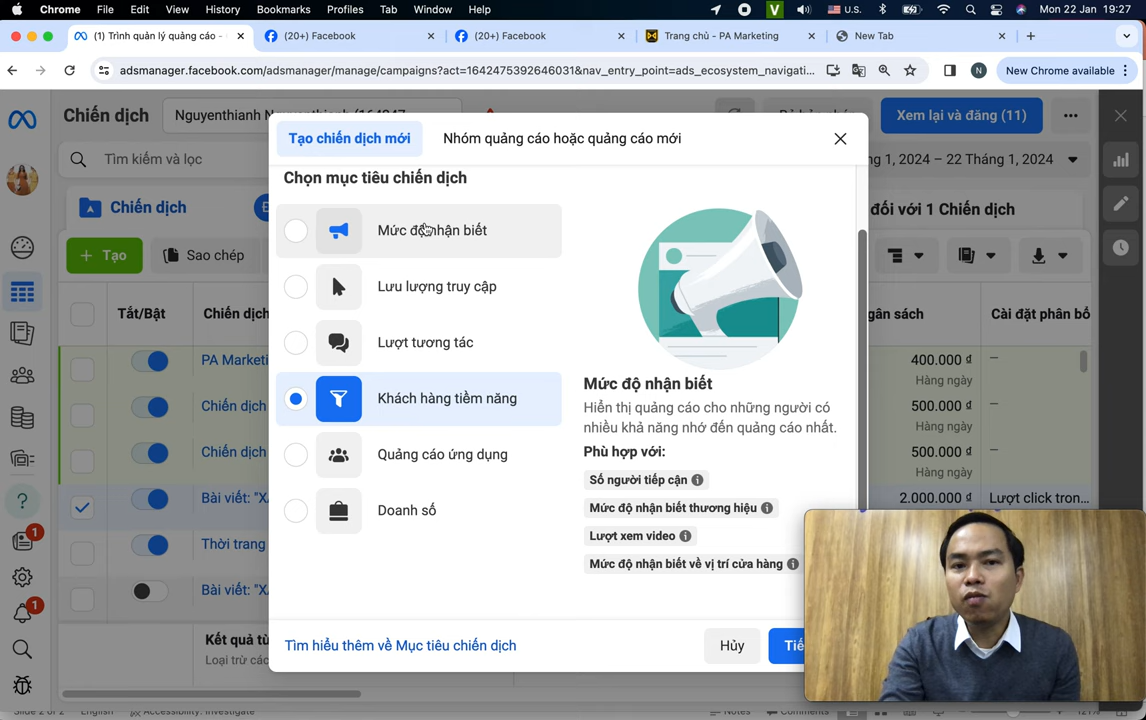 Chrome File Edit View History Bookmarks Profiles Tab Window Help V U.S. Mon 22 Jan 19:27
(1) Trình quản lý quảng cáo - (20+) Facebook (20+) Facebook Trang chủ - PA Marketing New Tab
adsmanager.facebook.com/adsmanager/manage/campaigns?act=1642475392646031&nav_entry_point=ads_ecosystem_navigati... N New Chrome available
Chiến dịch Xem lại và đăng (11)
Tạo chiến dịch mới Nhóm quảng cáo hoặc quảng cáo mới
Tìm kiếm và lọc 1, 2024 – 22 Tháng 1, 2024
Chọn mục tiêu chiến dịch
Chiến dịch đối với 1 Chiến dịch
Mức độ nhận biết
+ Tạo Sao chép
Lưu lượng truy cập
Tắt/Bật Chiến dịch Cài đặt phân bổ
Lượt tương tác
PA Marketi 400.000 ₫ —
Hàng ngày
Mức độ nhận biết
Khách hàng tiềm năng
Chiến dịch 500.000 ₫ —
Hiển thị quảng cáo cho những người có
nhiều khả năng nhớ đến quảng cáo nhất.
Hàng ngày
Phù hợp với:
Chiến dịch 500.000 ₫ —
Quảng cáo ứng dụng
Hàng ngày
Số người tiếp cận
Bài viết: "X 2.000.000 ₫ Lượt click tron...
Doanh số
Mức độ nhận biết thương hiệu
Lượt xem video
1
Thời trang
Mức độ nhận biết về vị trí cửa hàng
Bài viết: "X
1
Kết quả từ
Loại trừ các
Tìm hiểu thêm về Mục tiêu chiến dịch Hủy